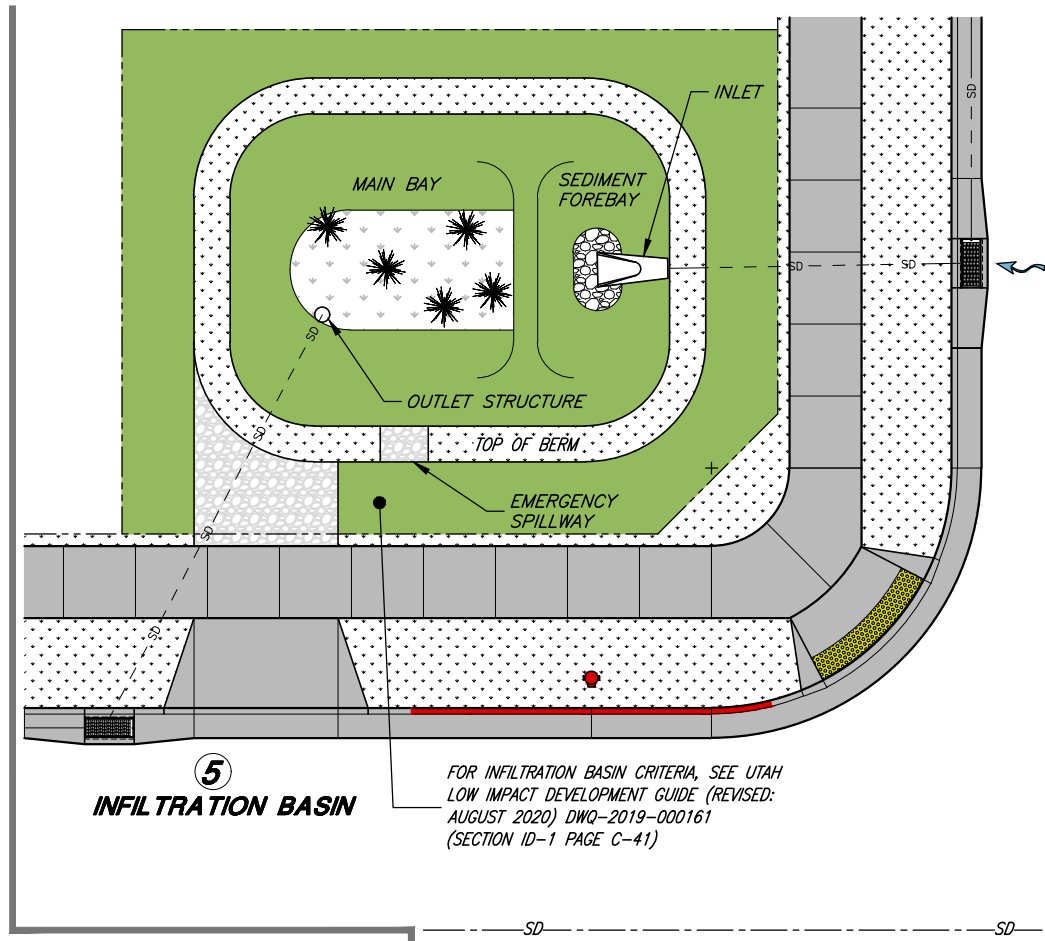 INLET
SD
MAIN BAY
SEDIMENT
FOREBAY
SD
SD
SD
OUTLET STRUCTURE
SD
TOP OF BERM
EMERGENCY
SPILLWAY
SD
SD
5
INFILTRATION BASIN
FOR INFILTRATION BASIN CRITERIA, SEE UTAH
LOW IMPACT DEVELOPMENT GUIDE (REVISED:
AUGUST 2020) DWQ-2019-000161
(SECTION ID-1 PAGE C-41)
SD
SD